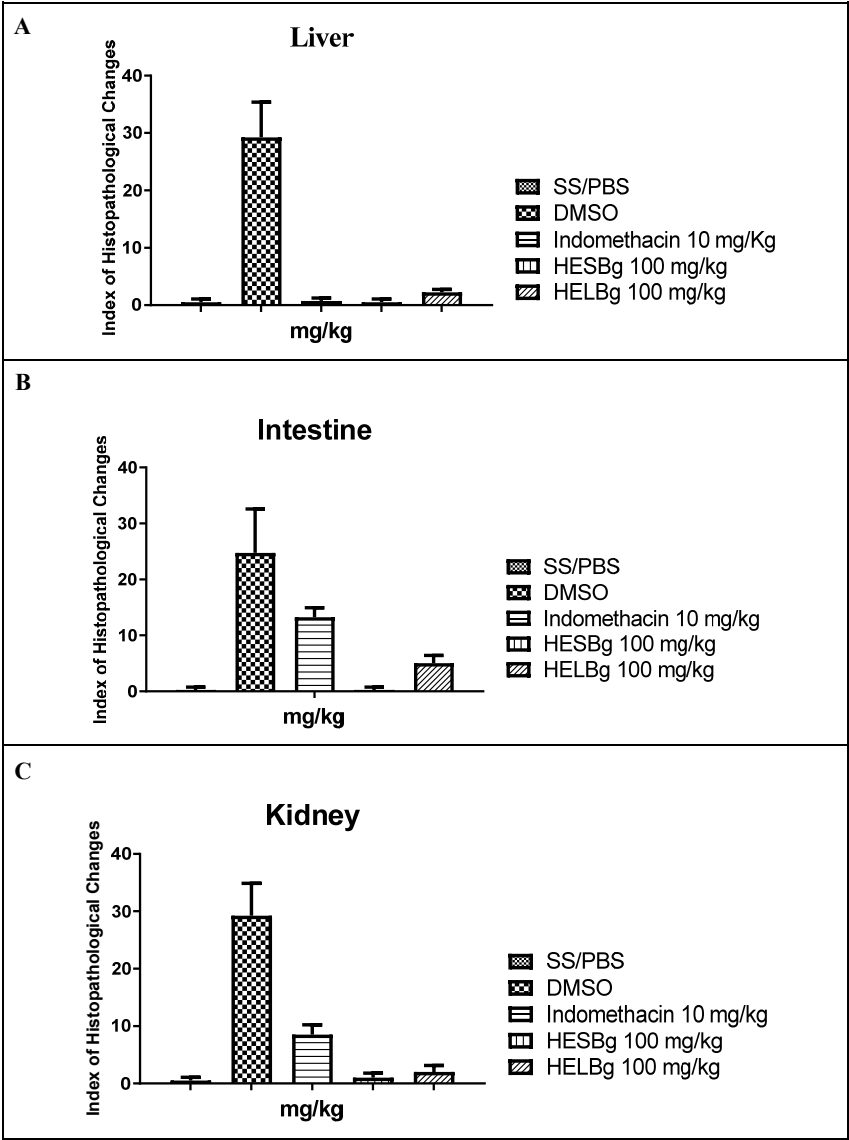 A
Liver
Index of Histopathological Changes
40
30
20
10
0
mg/kg
SS/PBS
DMSO
Indomethacin 10 mg/Kg
HESBg 100 mg/kg
HELBg 100 mg/kg
B
Intestine
Index of Histopathological Changes
40
30
20
10
0
mg/kg
SS/PBS
DMSO
Indomethacin 10 mg/kg
HESBg 100 mg/kg
HELBg 100 mg/kg
C
Kidney
Index of Histopathological Changes
40
30
20
10
0
mg/kg
SS/PBS
DMSO
Indomethacin 10 mg/kg
HESBg 100 mg/kg
HELBg 100 mg/kg